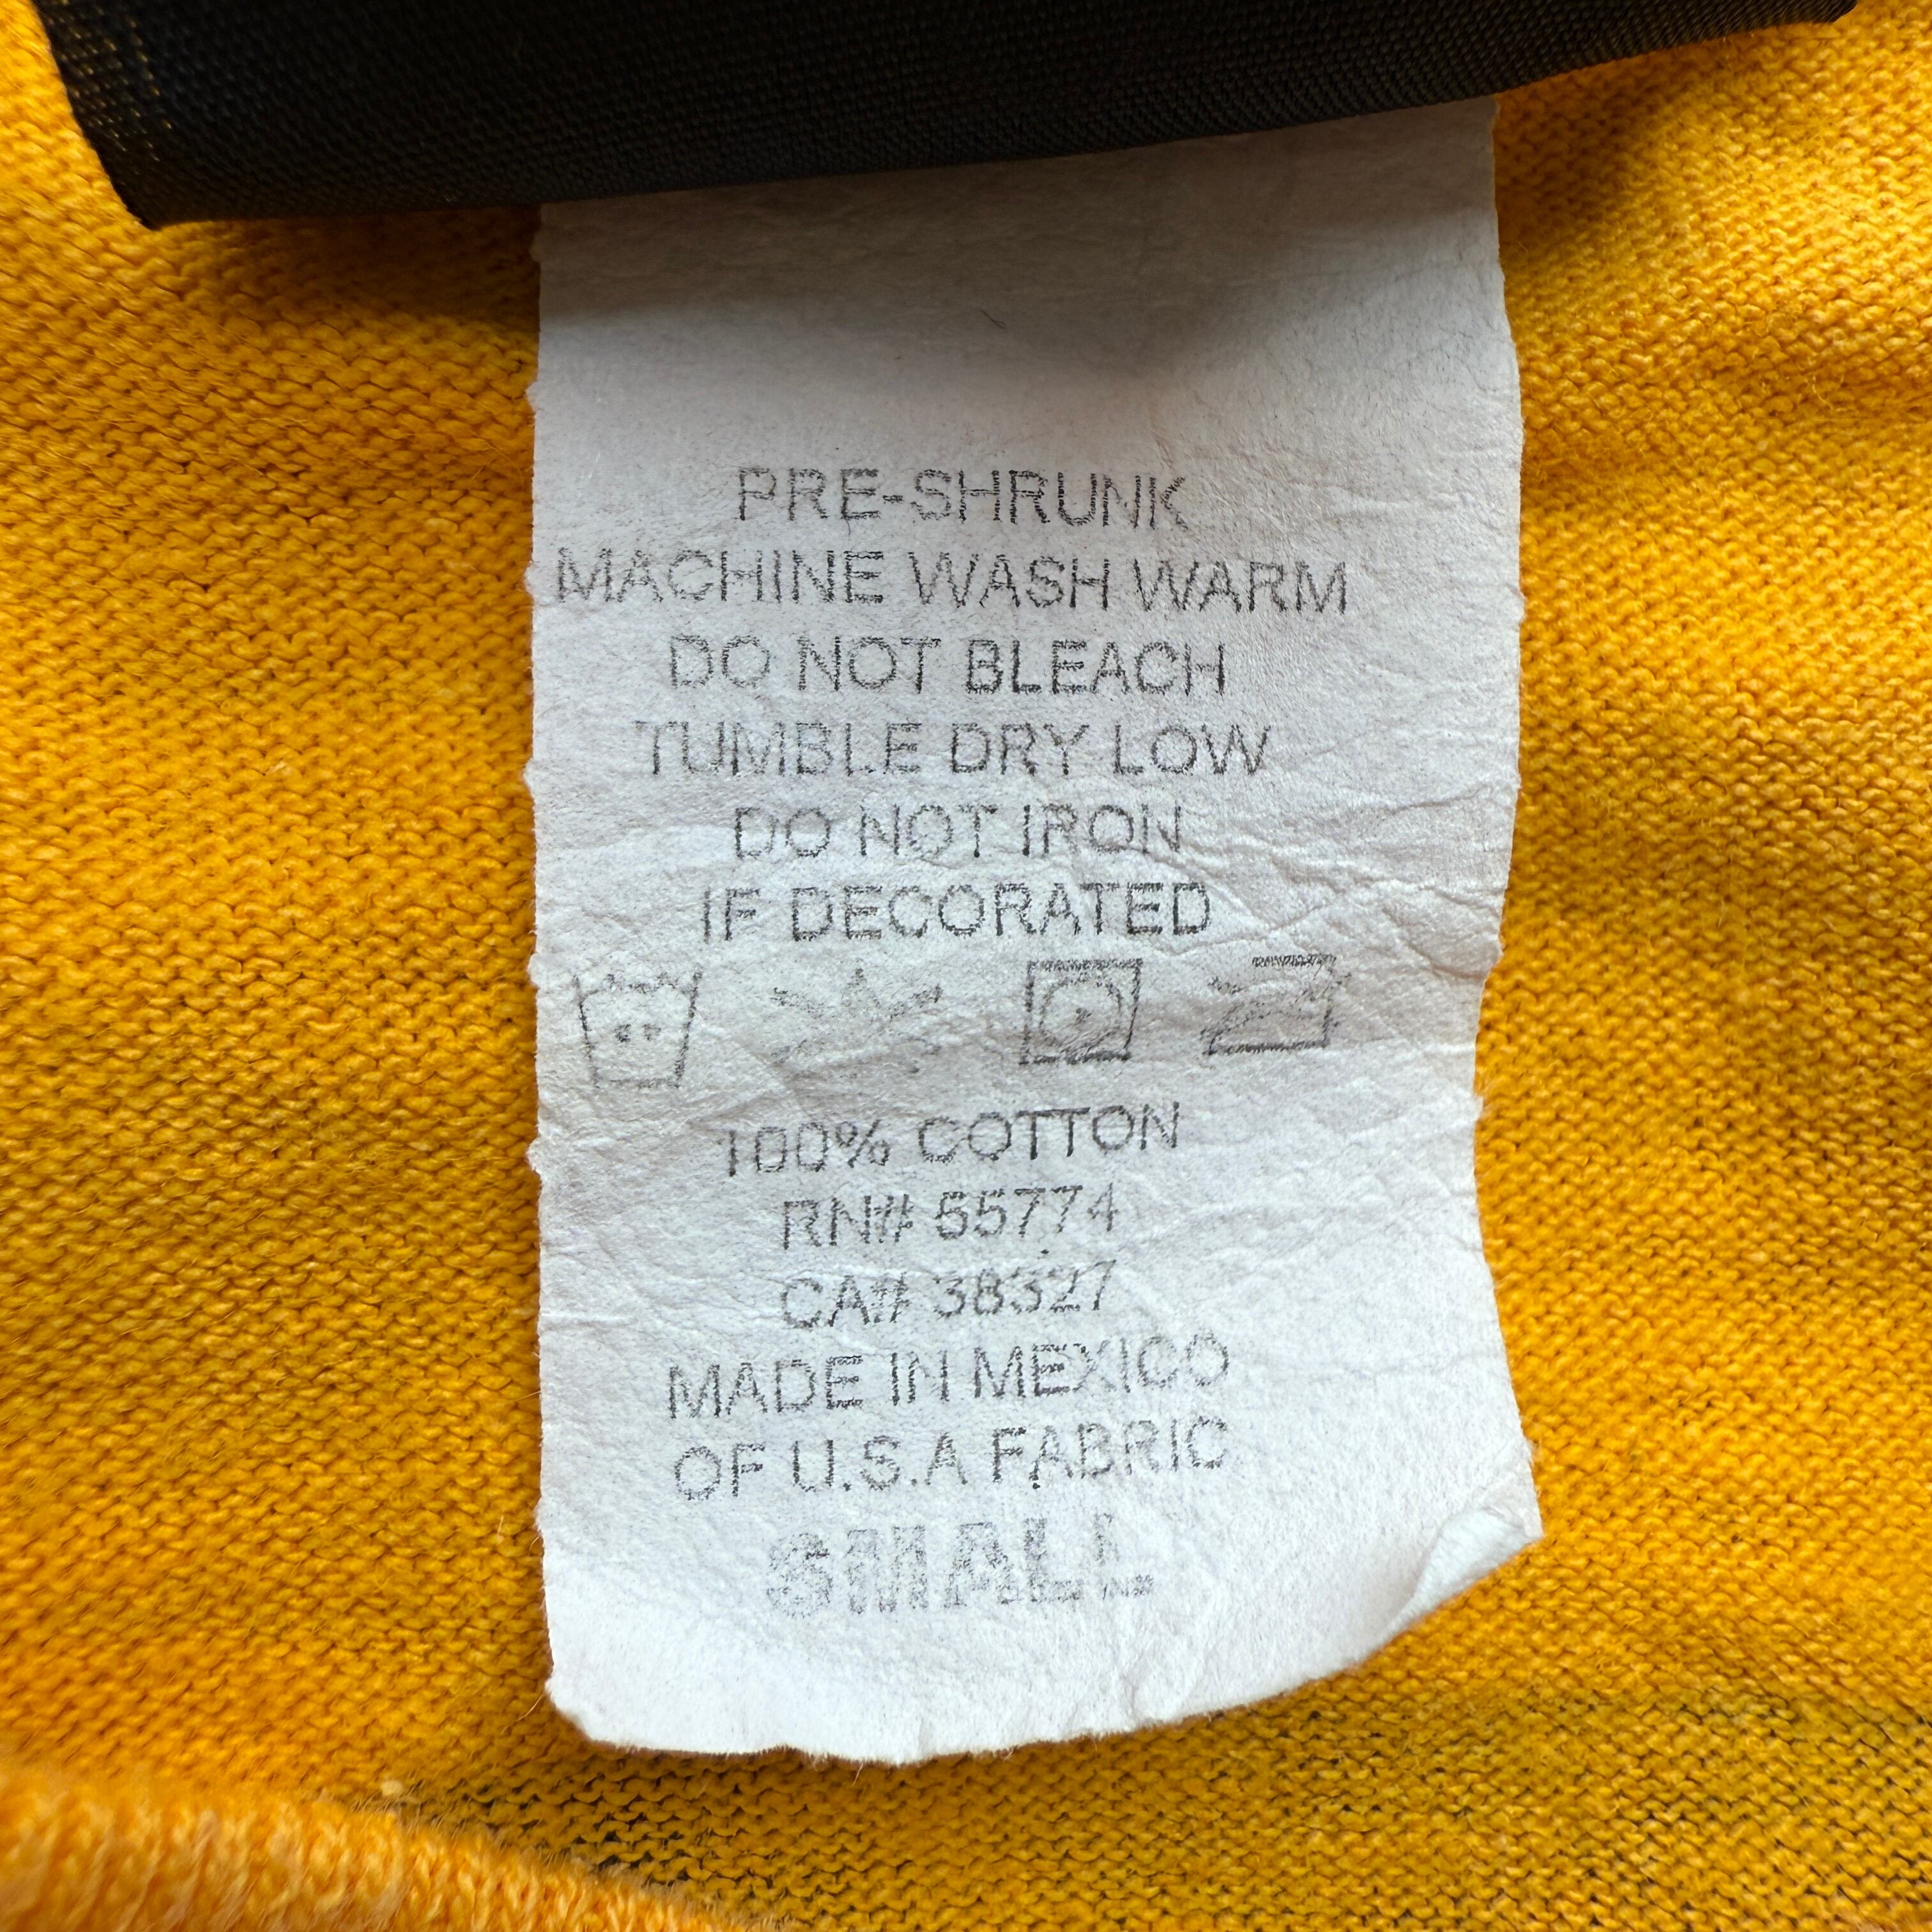 PRE-SHRUNK
MACHINE WASH WARM
DO NOT BLEACH
TUMBLE DRY LOW
DO NOT IRON
IF DECORATED
100% COTTON
RN# 55774
CA# 38327
MADE IN MEXICO
OF U.S.A FABRIC
SMALL